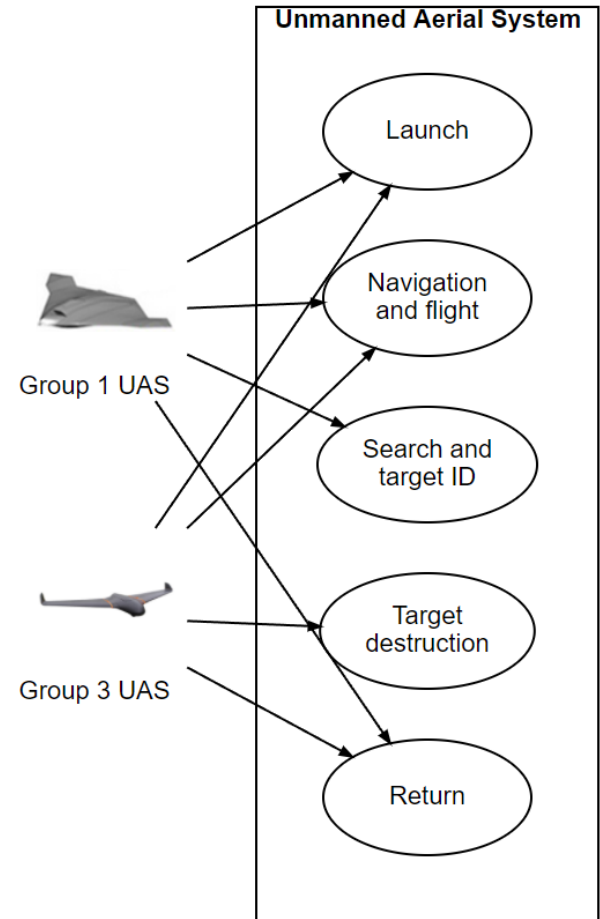 Unmanned Aerial System
Launch
Navigation
and flight
Group 1 UAS
Search and
target ID
Target
destruction
Group 3 UAS
Return